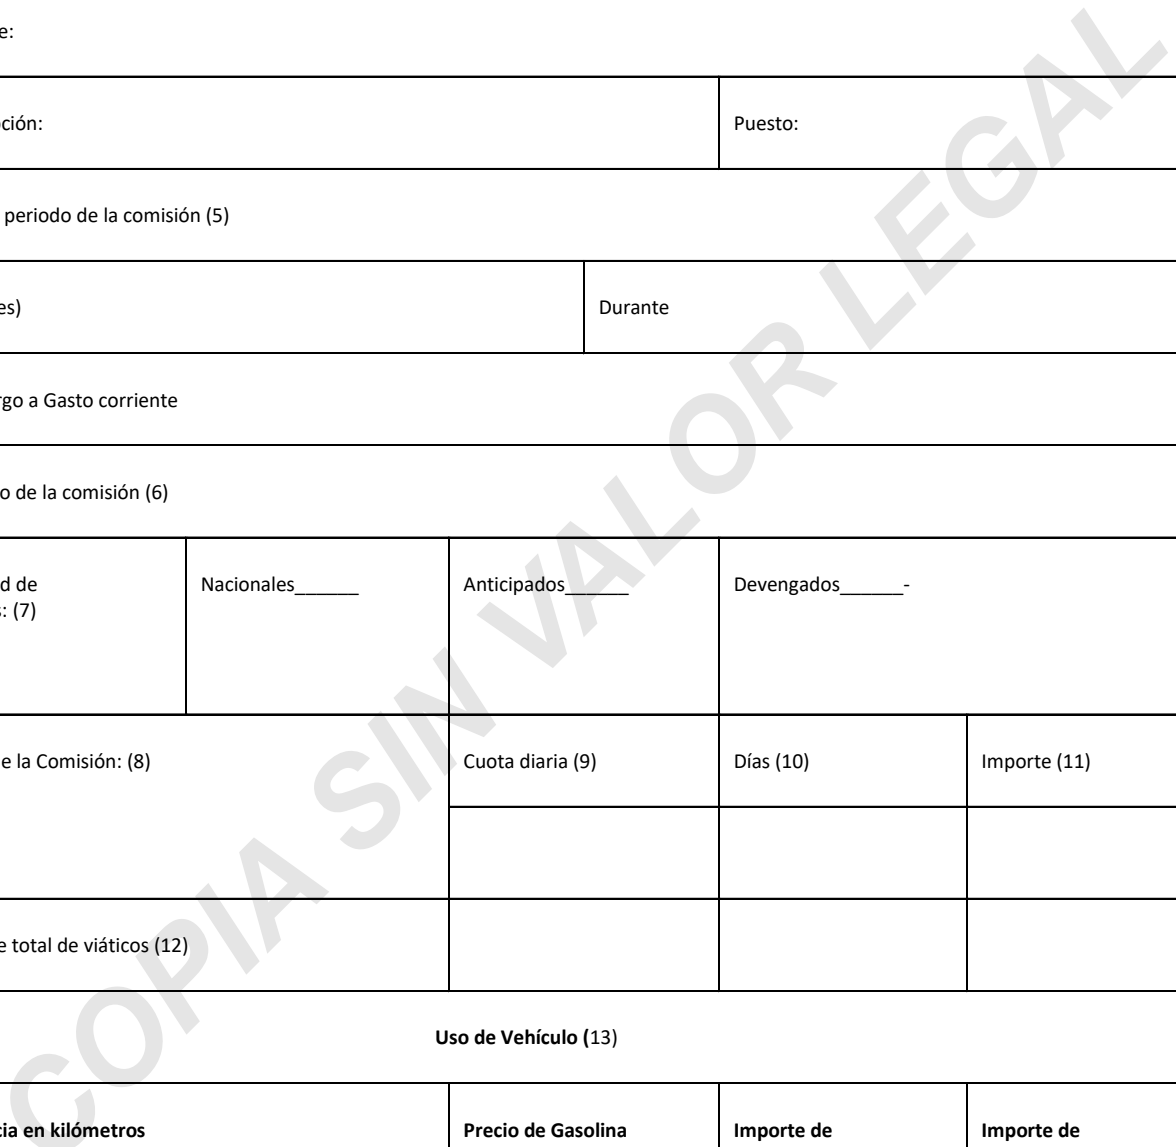 e:
ción: Puesto:
periodo de la comisión (5)
es) Durante
rgo a Gasto corriente
o de la comisión (6)
d de Nacionales______ Anticipados______ Devengados______-
s: (7)
e la Comisión: (8) Cuota diaria (9) Días (10) Importe (11)
e total de viáticos (12)
Uso de Vehículo (13)
cia en kilómetros Precio de Gasolina Importe de Importe de
COPIA SIN VALOR LEGAL